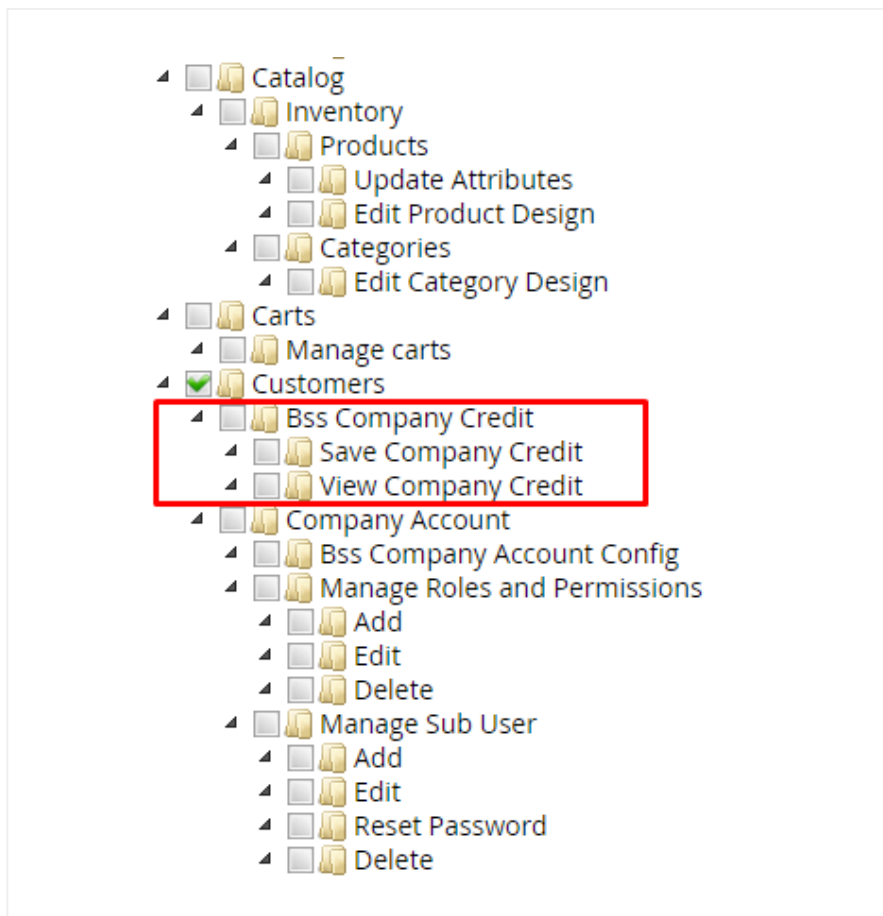 Catalog
Inventory
Products
Update Attributes
Edit Product Design
Categories
Edit Category Design
Carts
Manage carts
Customers
Bss Company Credit
Save Company Credit
View Company Credit
Company Account
Bss Company Account Config
Manage Roles and Permissions
Add
Edit
Delete
Manage Sub User
Add
Edit
Reset Password
Delete